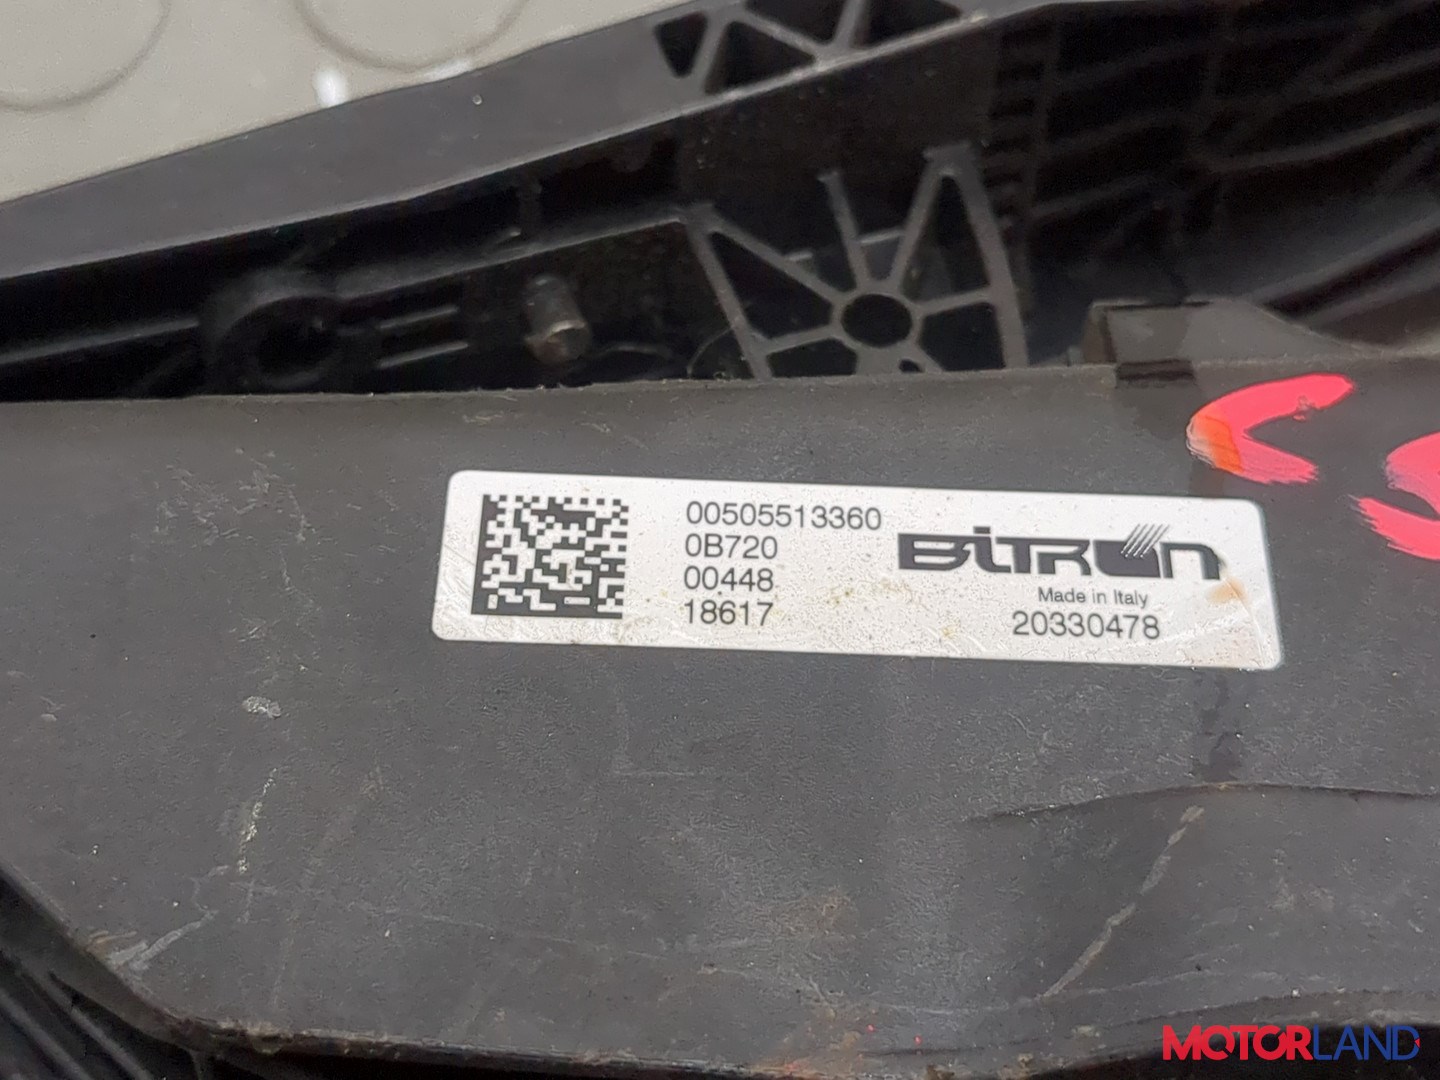 00505513360
0B720
00448
18617
BITRON
Made in Italy
20330478
MOTORLAND